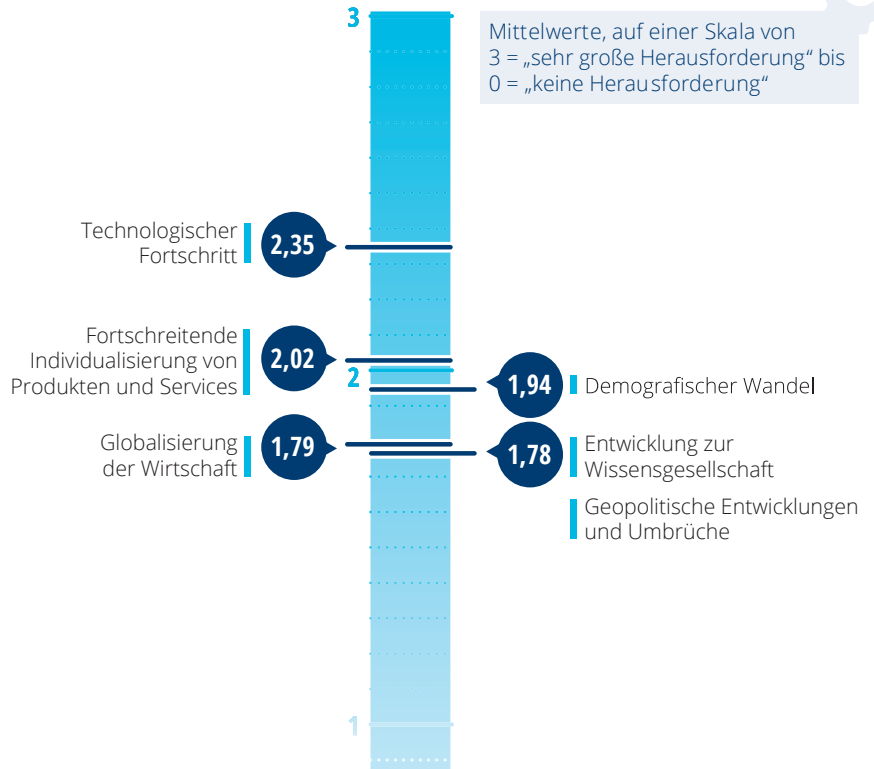 3
Mittelwerte, auf einer Skala von
3 = „sehr große Herausforderung“ bis
0 = „keine Herausforderung“
Technologischer
Fortschritt
2,35
Fortschreitende
Individualisierung von
Produkten und Services
2,02
2
1,94
Demografischer Wandel
Globalisierung
der Wirtschaft
1,79
1,78
Entwicklung zur
Wissensgesellschaft
Geopolitische Entwicklungen
und Umbrüche
1